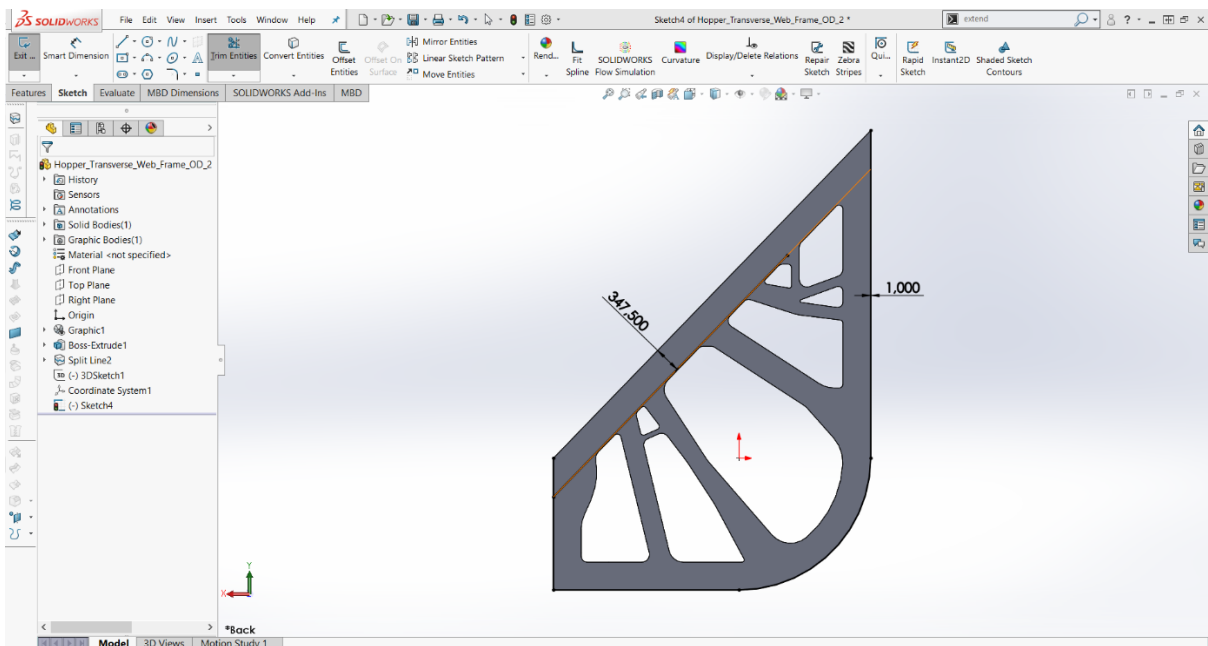 SOLIDWORKS File Edit View Insert Tools Window Help Sketch4 of Hopper_Transverse_Web_Frame_OD_2 * extend ?
Exit ... Smart Dimension Trim Entities Convert Entities Offset Entities Offset On Surface Mirror Entities Linear Sketch Pattern Move Entities Rend... Fit Spline SOLIDWORKS Flow Simulation Curvature Display/Delete Relations Repair Sketch Zebra Stripes Qui... Rapid Sketch Instant2D Shaded Sketch Contours
Features Sketch Evaluate MBD Dimensions SOLIDWORKS Add-Ins MBD
Hopper_Transverse_Web_Frame_OD_2
History
Sensors
Annotations
Solid Bodies(1)
Graphic Bodies(1)
Material <not specified>
Front Plane
Top Plane
Right Plane
Origin
Graphic1
Boss-Extrude1
Split Line2
3D (-) 3DSketch1
Coordinate System1
(-) Sketch4
347,500
1,000
Y
X
*Back
Model 3D Views Motion Study 1